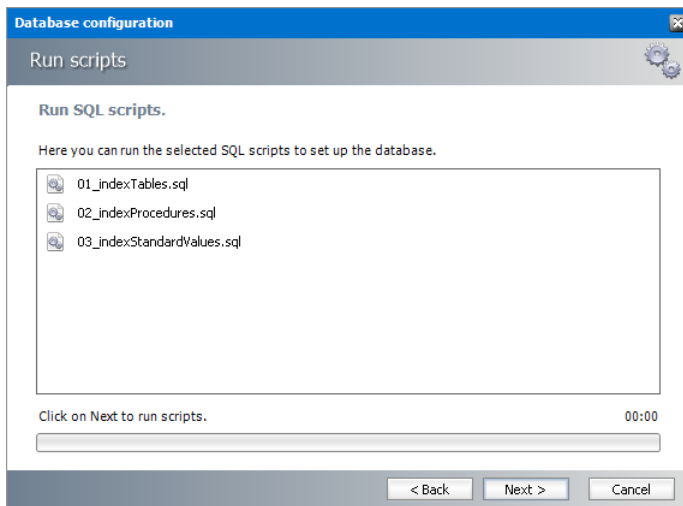 Database configuration
Run scripts
Run SQL scripts.
Here you can run the selected SQL scripts to set up the database.
01_indexTables.sql
02_indexProcedures.sql
03_indexStandardValues.sql
Click on Next to run scripts. 00:00
< Back Next > Cancel